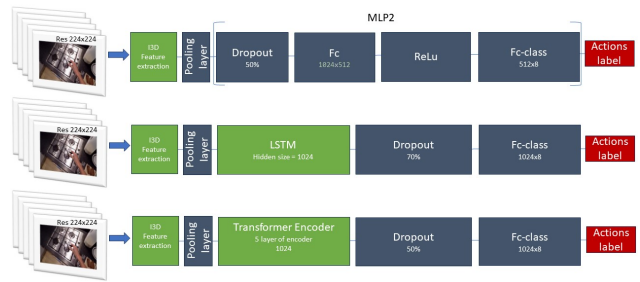 MLP2
Res 224x224
I3D
Feature
extraction
Pooling
layer
Dropout
50%
Fc
1024x512
ReLu
Fc-class
512x8
Actions
label
Res 224x224
I3D
Feature
extraction
Pooling
layer
LSTM
Hidden size = 1024
Dropout
70%
Fc-class
1024x8
Actions
label
Res 224x224
I3D
Feature
extraction
Pooling
layer
Transformer Encoder
5 layer of encoder
1024
Dropout
50%
Fc-class
1024x8
Actions
label